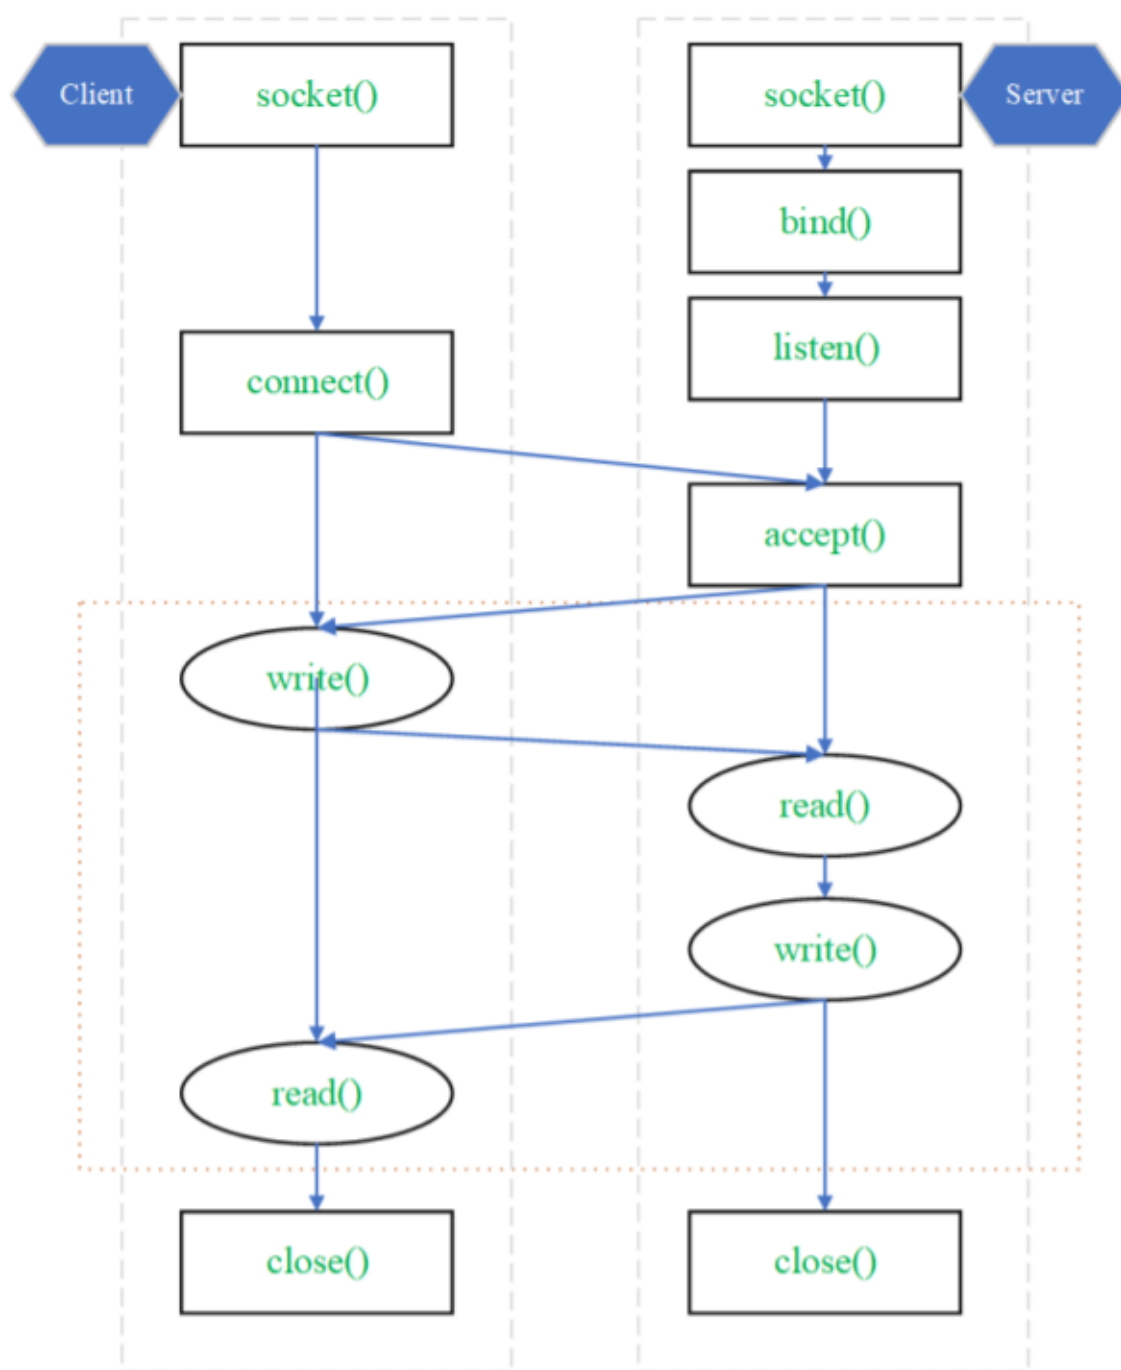 Client
socket()
socket()
Server
bind()
listen()
connect()
accept()
write()
read()
write()
read()
close()
close()